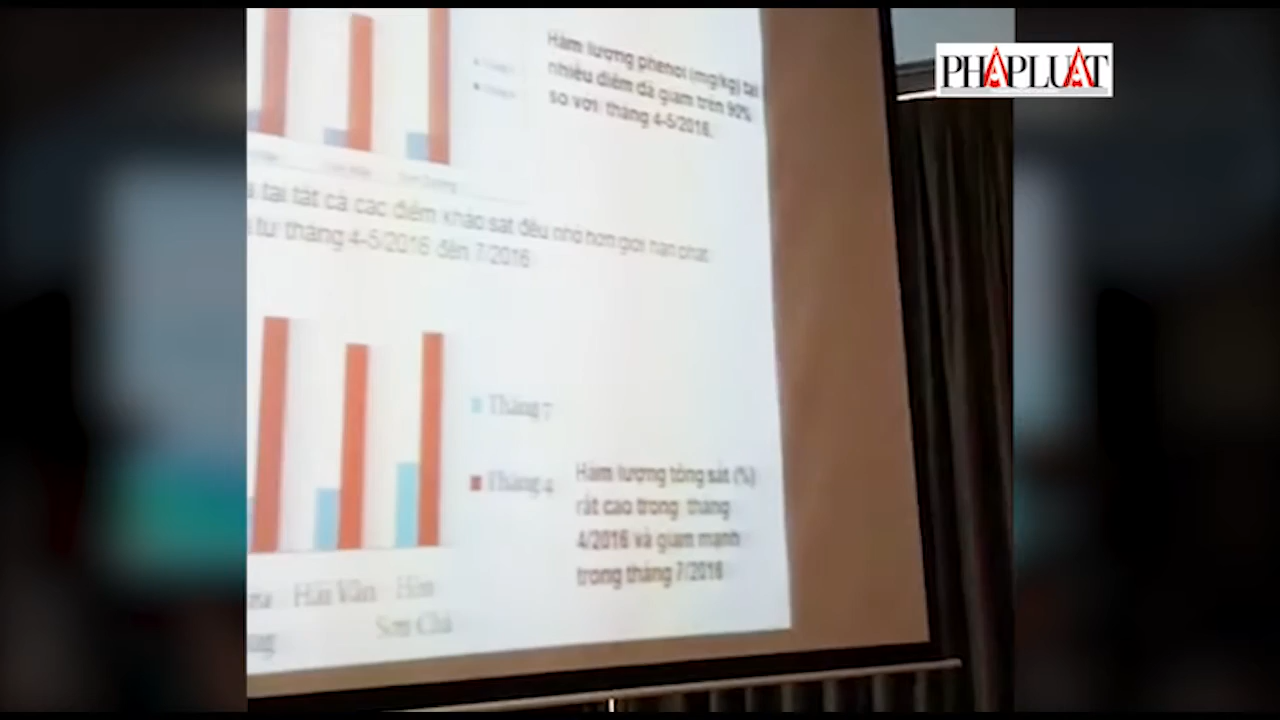 PHÁPLUẬT
Hàm lượng phenol (mg/kg) tại
nhiều điểm đã giảm trên 90%
so với tháng 4-5/2016.
tại tất cả các điểm khảo sát đều nhỏ hơn giới hạn phát
từ tháng 4-5/2016 đến 7/2016
Tháng 7
Tháng 4
Hàm lượng tổng sắt (%)
rất cao trong tháng
4/2016 và giảm mạnh
trong tháng 7/2016
Hải Vân Hòn
Sơn Chà